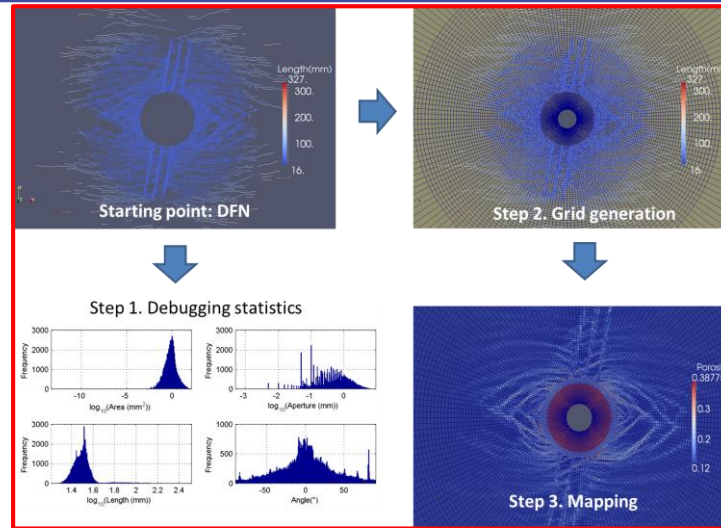 Length(mm)
327.
300.
200.
100.
16.
Starting point: DFN
Length(mm)
327.
300.
200.
100.
16.
Step 2. Grid generation
Step 1. Debugging statistics
Frequency
3000
2000
1000
0
-10 -5 0
log10(Area (mm2)
Frequency
3000
2000
1000
0
-3 -2 -1 0
log10(Aperture (mm)
Frequency
3000
2000
1000
0
1.4 1.6 1.8 2 2.2 2.4
log10(Length (mm)
Frequency
1000
500
0
-50 0 50
Angle(°)
Porosi
0.3877
0.3
0.2
0.12
Step 3. Mapping